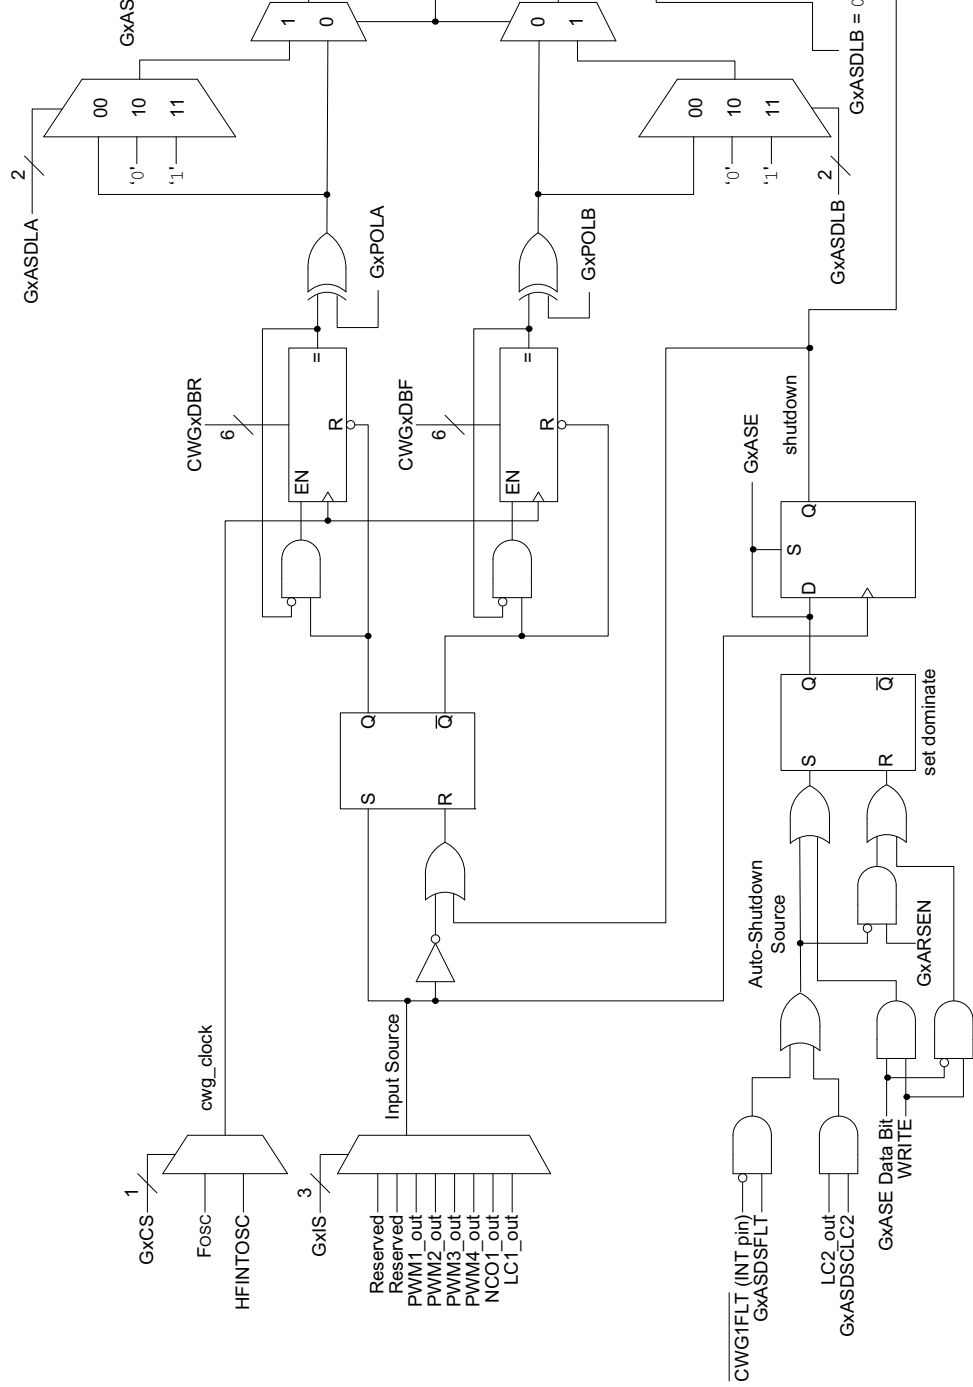 GxAS
1
0
0
1
GxASDLB = 0
00
10
11
'0'
'1'
2
GxASDLA
00
10
11
'0'
'1'
2
GxASDLB
GxPOLA
GxPOLB
CWGxDBR
6
EN
=
R
CWGxDBF
6
EN
=
R
GxASE
shutdown
S
D
Q
S
R
Q
Q
S
R
Q
Q
set dominate
cwg_clock
GxCS
1
FOSC
HFINTOSC
Input Source
GxIS
3
Reserved
Reserved
PWM1_out
PWM2_out
PWM3_out
PWM4_out
NCO1_out
LC1_out
Auto-Shutdown
Source
GxARSEN
CWG1FLT (INT pin)
GxASDSFLT
LC2_out
GxASDSCLC2
GxASE Data Bit
WRITE